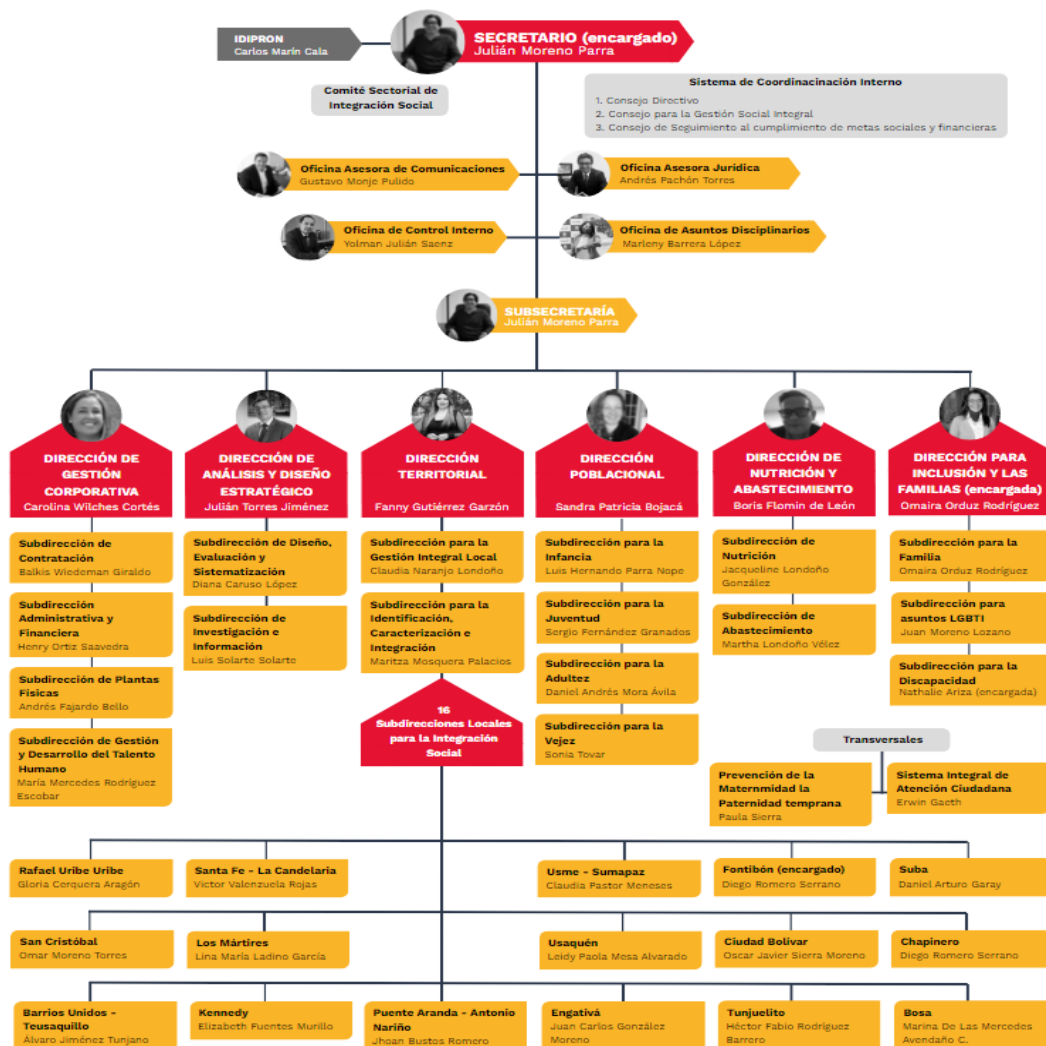 IDIPRON
Carlos Marín Cala
SECRETARIO (encargado)
Julián Moreno Parra
Comité Sectorial de
Integración Social
Sistema de Coordinacinación Interno
1. Consejo Directivo
2. Consejo para la Gestión Social Integral
3. Consejo de Seguimiento al cumplimiento de metas sociales y financieras
Oficina Asesora de Comunicaciones
Gustavo Monje Pulido
Oficina Asesora Jurídica
Andrés Pachón Torres
Oficina de Control Interno
Yolman Julián Saenz
Oficina de Asuntos Disciplinarios
Marleny Barrera López
SUBSECRETARÍA
Julián Moreno Parra
DIRECCIÓN DE
GESTIÓN
CORPORATIVA
Carolina Wilches Cortés
DIRECCIÓN DE
ANÁLISIS Y DISEÑO
ESTRATÉGICO
Julián Torres Jiménez
DIRECCIÓN
TERRITORIAL
Fanny Gutiérrez Garzón
DIRECCIÓN
POBLACIONAL
Sandra Patricia Bojacá
DIRECCIÓN DE
NUTRICIÓN Y
ABASTECIMIENTO
Boris Flomin de León
DIRECCIÓN PARA
INCLUSIÓN Y LAS
FAMILIAS (encargada)
Omaira Orduz Rodríguez
Subdirección de
Contratación
Balkis Wiedeman Giraldo
Subdirección
Administrativa y
Financiera
Henry Ortiz Saavedra
Subdirección de Plantas
Físicas
Andrés Fajardo Bello
Subdirección de Gestión
y Desarrollo del Talento
Humano
María Mercedes Rodríguez
Escobar
Subdirección de Diseño,
Evaluación y
Sistematización
Diana Caruso López
Subdirección de
Investigación e
Información
Luis Solarte Solarte
Subdirección para la
Gestión Integral Local
Claudia Naranjo Londoño
Subdirección para la
Identificación,
Caracterización e
Integración
Maritza Mosquera Palacios
16
Subdirecciones Locales
para la Integración
Social
Subdirección para la
Infancia
Luis Hernando Parra Nope
Subdirección para la
Juventud
Sergio Fernández Granados
Subdirección para la
Adultez
Daniel Andrés Mora Ávila
Subdirección para la
Vejez
Sonia Tovar
Subdirección de
Nutrición
Jacqueline Londoño
González
Subdirección de
Abastecimiento
Martha Londoño Vélez
Subdirección para la
Familia
Omaira Orduz Rodríguez
Subdirección para
asuntos LGBTI
Juan Moreno Lozano
Subdirección para la
Discapacidad
Nathalie Ariza (encargada)
Transversales
Prevención de la
Maternmidad la
Paternidad temprana
Paula Sierra
Sistema Integral de
Atención Ciudadana
Erwin Gaeth
Rafael Uribe Uribe
Gloria Cerquera Aragón
Santa Fe - La Candelaria
Victor Valenzuela Rojas
Usme - Sumapaz
Claudia Pastor Meneses
Fontibón (encargado)
Diego Romero Serrano
Suba
Daniel Arturo Garay
San Cristóbal
Omar Moreno Torres
Los Mártires
Lina María Ladino García
Usaquén
Leidy Paola Mesa Alvarado
Ciudad Bolivar
Oscar Javier Sierra Moreno
Chapinero
Diego Romero Serrano
Barrios Unidos -
Teusaquillo
Álvaro Jiménez Tunjano
Kennedy
Elizabeth Fuentes Murillo
Puente Aranda - Antonio
Nariño
Jhoan Bustos Romero
Engativá
Juan Carlos González
Moreno
Tunjuelito
Héctor Fabio Rodríguez
Barrero
Bosa
Marina De Las Mercedes
Avendaño C.